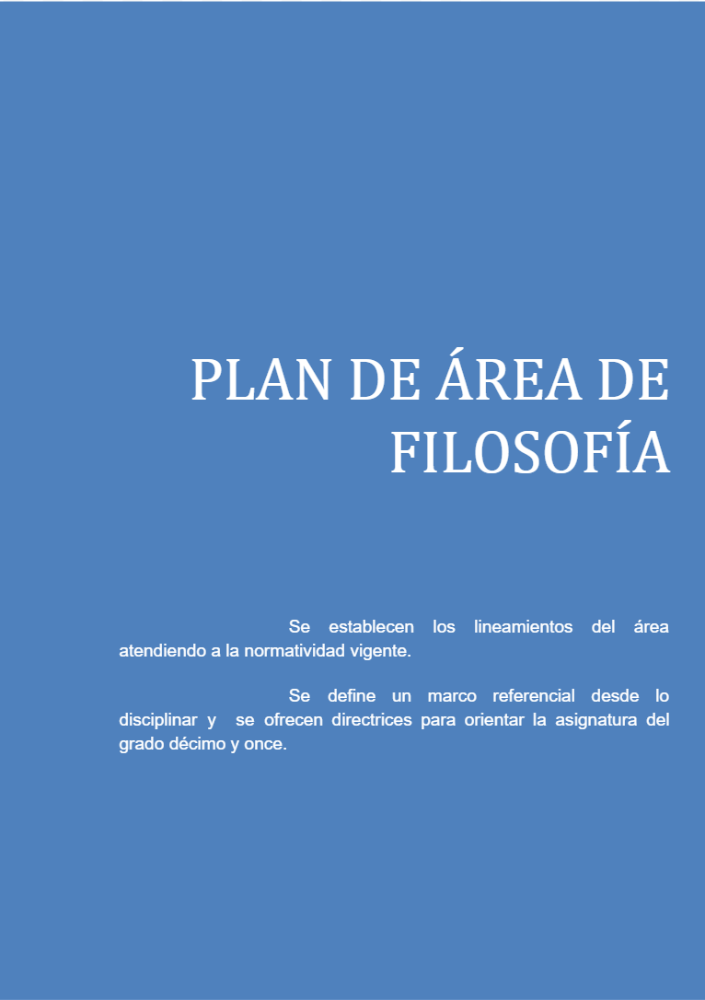 PLAN DE ÁREA DE
FILOSOFÍA
Se establecen los lineamientos del área
atendiendo a la normatividad vigente.
Se define un marco referencial desde lo
disciplinar y se ofrecen directrices para orientar la asignatura del
grado décimo y once.